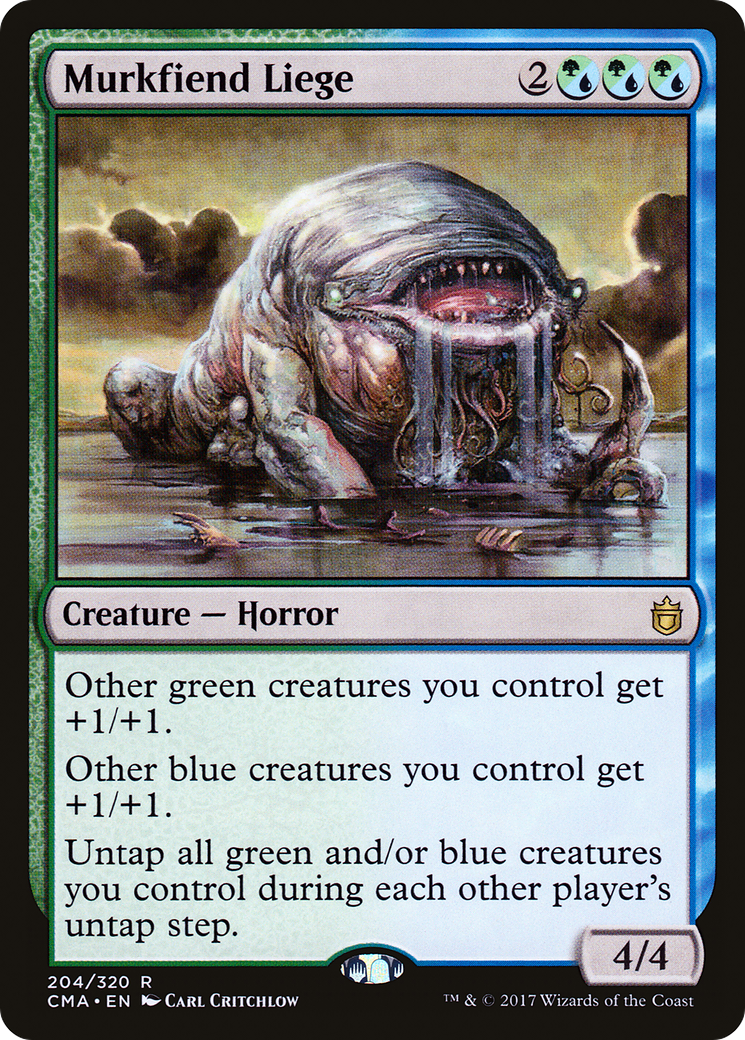 Murkfiend Liege 2
Creature — Horror
Other green creatures you control get
+1/+1.
Other blue creatures you control get
+1/+1.
Untap all green and/or blue creatures
you control during each other player's
untap step.
4/4
204/320 R
CMA • EN Carl Critchlow
™ & © 2017 Wizards of the Coast